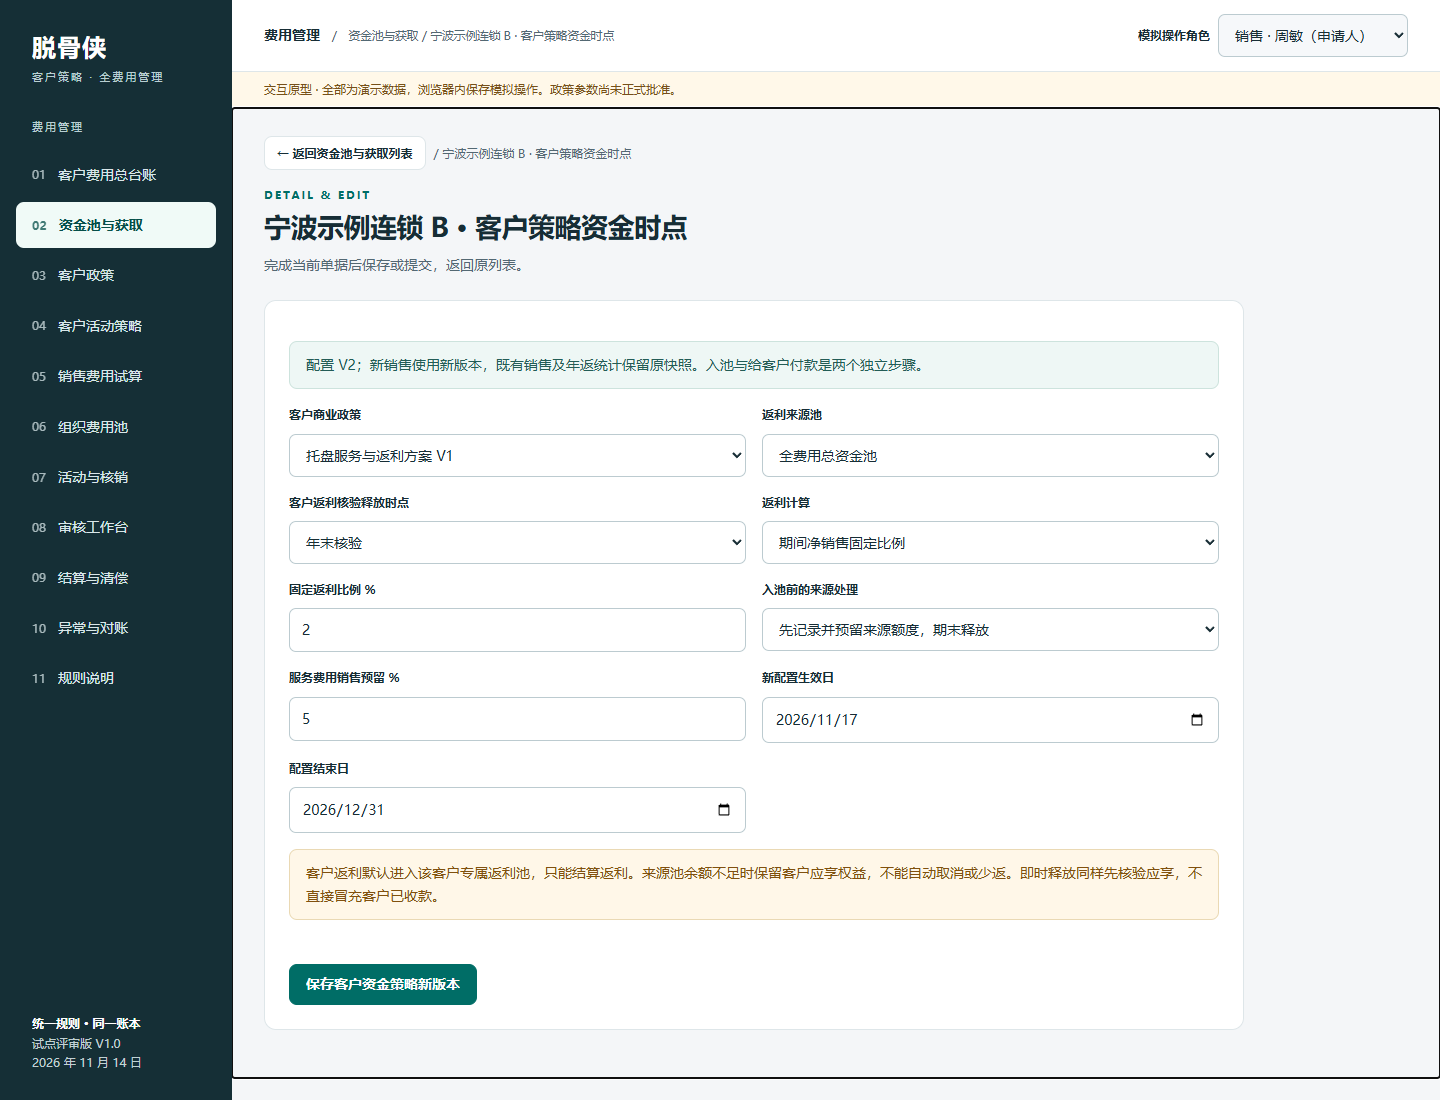 脱骨侠
客户策略 · 全费用管理
费用管理
01 客户费用总台账
02 资金池与获取
03 客户政策
04 客户活动策略
05 销售费用试算
06 组织费用池
07 活动与核销
08 审核工作台
09 结算与清偿
10 异常与对账
11 规则说明
统一规则 • 同一账本
试点评审版 V1.0
2026 年 11 月 14 日
费用管理 / 资金池与获取 / 宁波示例连锁 B · 客户策略资金时点
模拟操作角色 销售 · 周敏（申请人）
交互原型 · 全部为演示数据，浏览器内保存模拟操作。政策参数尚未正式批准。
← 返回资金池与获取列表 / 宁波示例连锁 B · 客户策略资金时点
DETAIL & EDIT
宁波示例连锁 B • 客户策略资金时点
完成当前单据后保存或提交，返回原列表。
配置 V2；新销售使用新版本，既有销售及年返统计保留原快照。入池与给客户付款是两个独立步骤。
客户商业政策
托盘服务与返利方案 V1
返利来源池
全费用总资金池
客户返利核验释放时点
年末核验
返利计算
期间净销售固定比例
固定返利比例 %
2
入池前的来源处理
先记录并预留来源额度，期末释放
服务费用销售预留 %
5
新配置生效日
2026/11/17
配置结束日
2026/12/31
客户返利默认进入该客户专属返利池，只能结算返利。来源池余额不足时保留客户应享权益，不能自动取消或少返。即时释放同样先核验应享，不
直接冒充客户已收款。
保存客户资金策略新版本